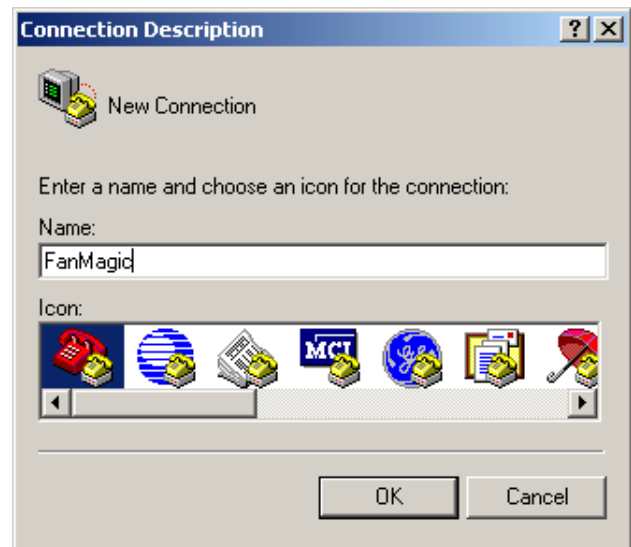 Connection Description
New Connection
Enter a name and choose an icon for the connection:
Name:
FanMagic
Icon:
MCI
OK Cancel